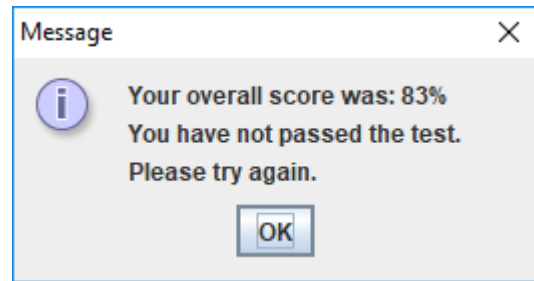 Message
Your overall score was: 83%
You have not passed the test.
Please try again.
OK